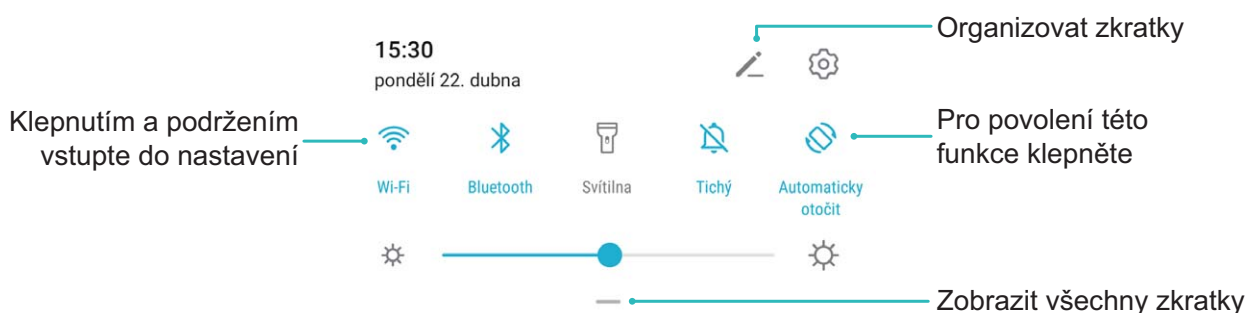 Organizovat zkratky
15:30
pondělí 22. dubna
Klepnutím a podržením
vstupte do nastavení
Pro povolení této
funkce klepněte
Wi-Fi
Bluetooth
Svítilna
Tichý
Automaticky
otočit
Zobrazit všechny zkratky